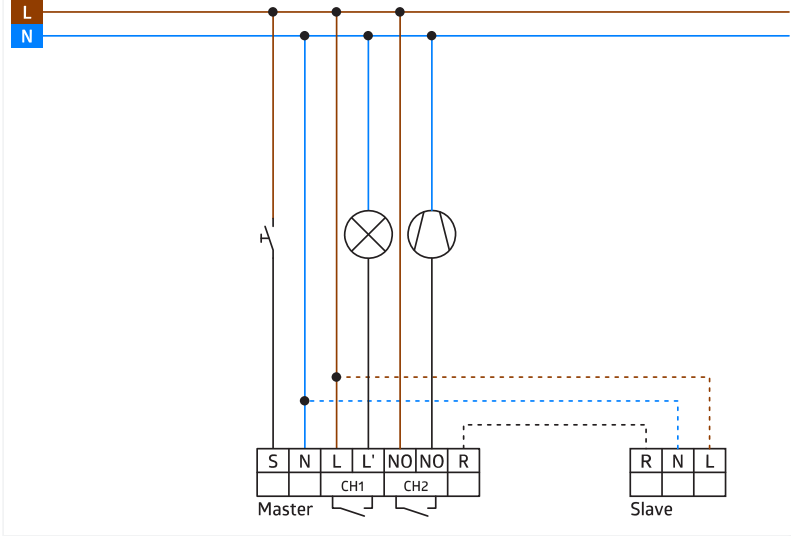 L
N
S N L L' NO NO R
R N L
CH1 CH2
Master
Slave